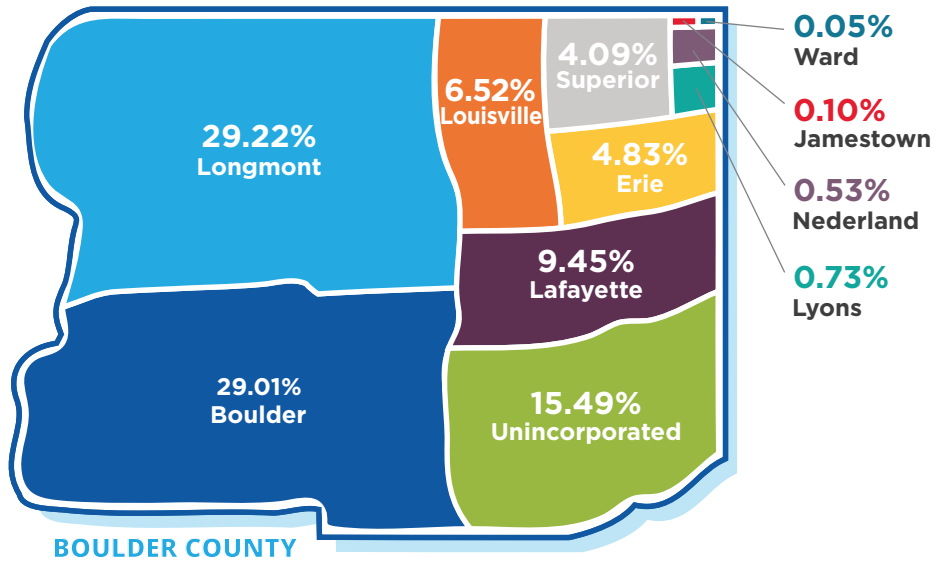 29.22%
Longmont
6.52%
Louisville
4.09%
Superior
0.05%
Ward
0.10%
Jamestown
4.83%
Erie
0.53%
Nederland
9.45%
Lafayette
0.73%
Lyons
29.01%
Boulder
15.49%
Unincorporated
BOULDER COUNTY